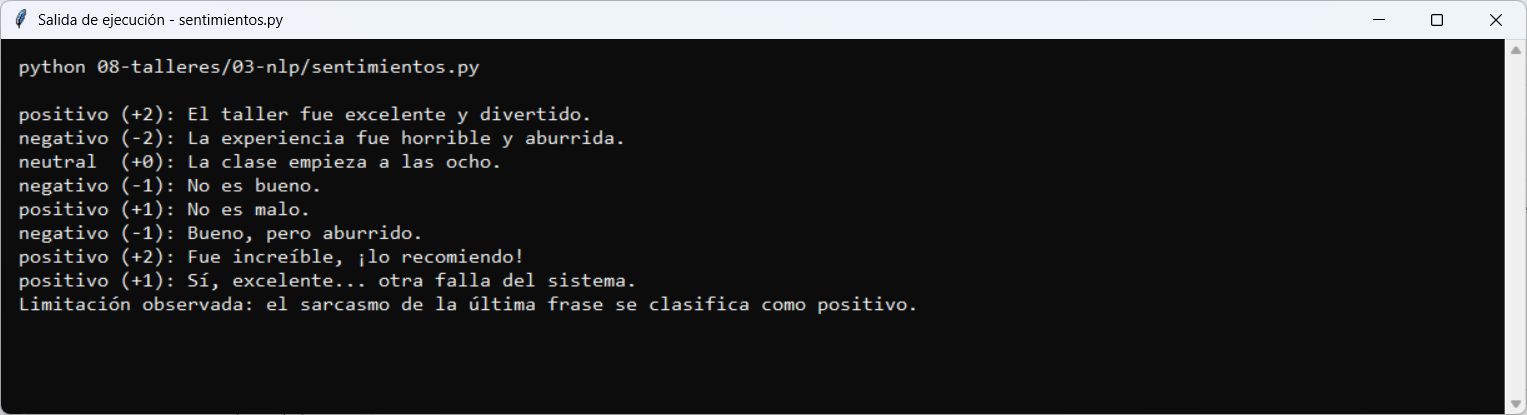 Salida de ejecución - sentimientos.py
python 08-talleres/03-nlp/sentimientos.py
positivo (+2): El taller fue excelente y divertido.
negativo (-2): La experiencia fue horrible y aburrida.
neutral  (+0): La clase empieza a las ocho.
negativo (-1): No es bueno.
positivo (+1): No es malo.
negativo (-1): Bueno, pero aburrido.
positivo (+2): Fue increíble, ¡lo recomiendo!
positivo (+1): Sí, excelente... otra falla del sistema.
Limitación observada: el sarcasmo de la última frase se clasifica como positivo.